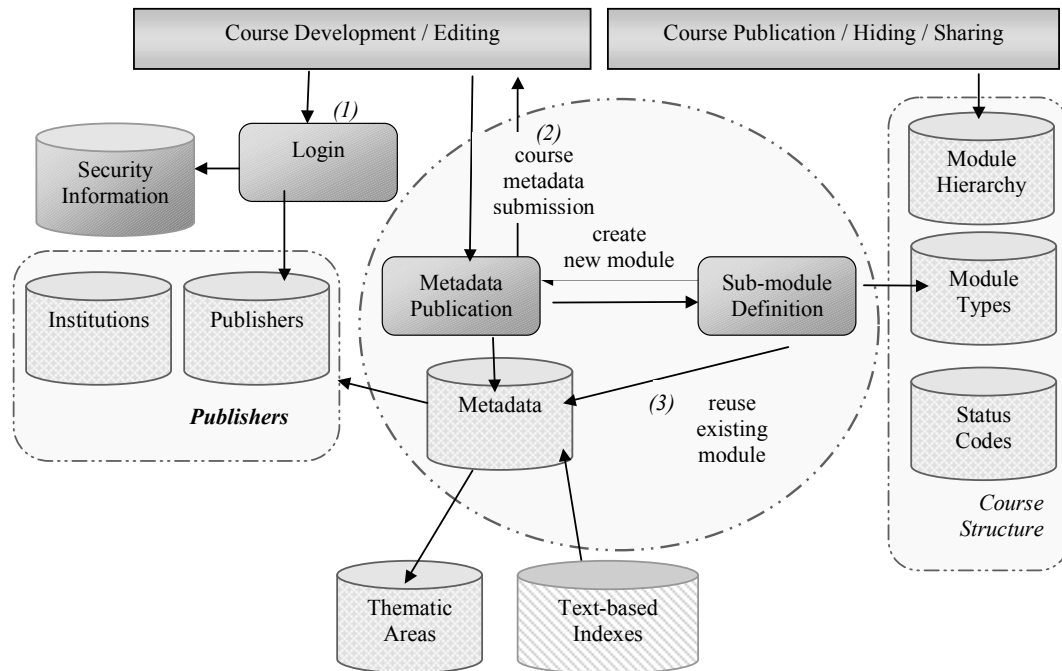 Course Development / Editing
Course Publication / Hiding / Sharing
(1)
Login
Security
Information
(2)
course
metadata
submission
create
new module
Module
Hierarchy
Metadata
Publication
Sub-module
Definition
Module
Types
Institutions
Publishers
Publishers
Metadata
(3)
reuse
existing
module
Status
Codes
Course
Structure
Thematic
Areas
Text-based
Indexes